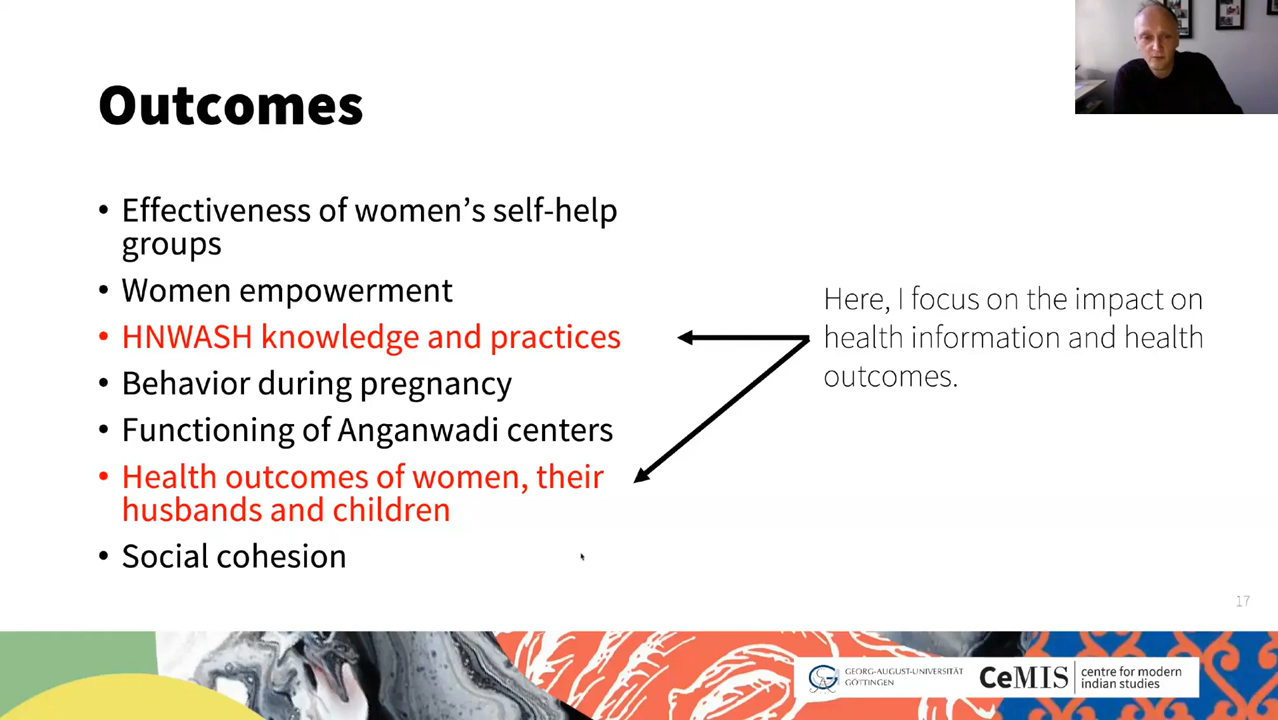 Outcomes
• Effectiveness of women’s self-help
groups
• Women empowerment
• HNWASH knowledge and practices
• Behavior during pregnancy
• Functioning of Anganwadi centers
• Health outcomes of women, their
husbands and children
• Social cohesion
Here, I focus on the impact on
health information and health
outcomes.
17
GEORG-AUGUST-UNIVERSITÄT
GÖTTINGEN
CeMIS
centre for modern
indian studies